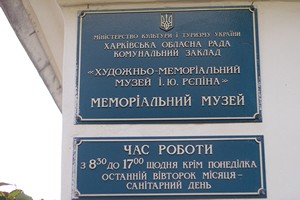 МІНІСТЕРСТВО КУЛЬТУРИ І ТУРИЗМУ УКРАЇНИ
ХАРКІВСЬКА ОБЛАСНА РАДА
КОМУНАЛЬНИЙ ЗАКЛАД
«ХУДОЖНЬО-МЕМОРІАЛЬНИЙ
МУЗЕЙ І.Ю. РЄПІНА»
МЕМОРІАЛЬНИЙ МУЗЕЙ
ЧАС РОБОТИ
З 8³⁰ ДО 17⁰⁰ ЩОДНЯ КРІМ ПОНЕДІЛКА
ОСТАННІЙ ВІВТОРОК МІСЯЦЯ-
САНІТАРНИЙ ДЕНЬ